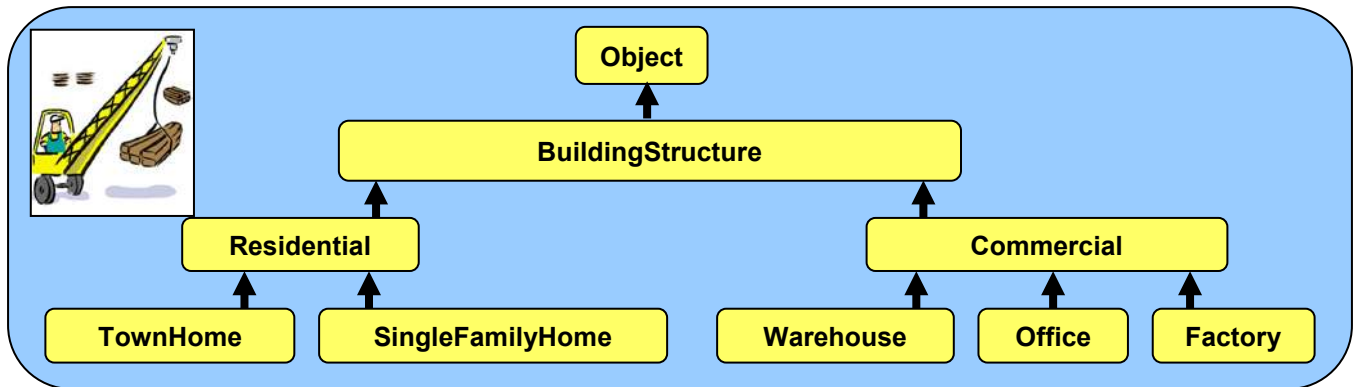 Object
BuildingStructure
Residential Commercial
TownHome SingleFamilyHome Warehouse Office Factory